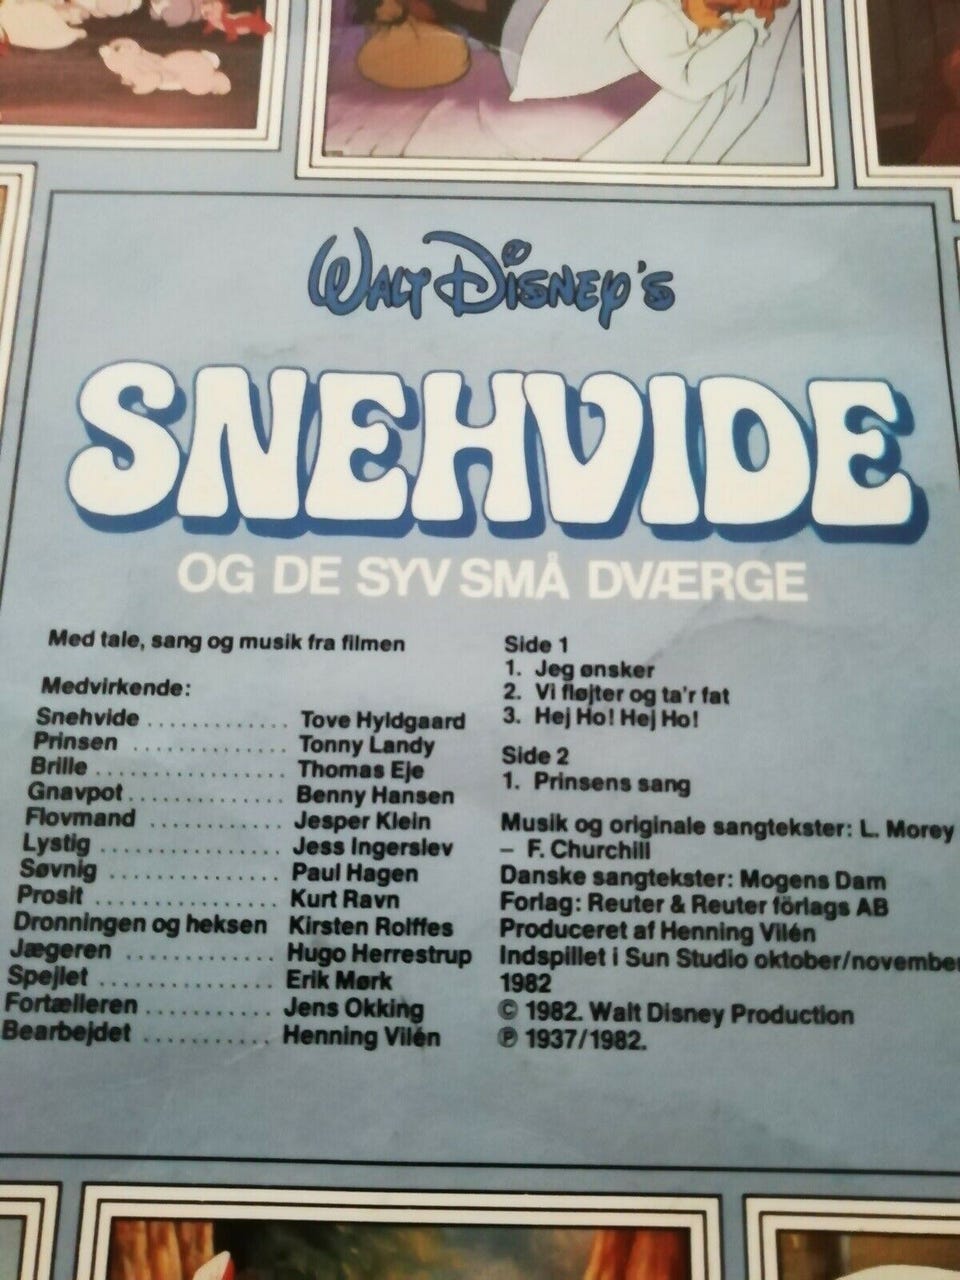 WALT DISNEY'S
SNEHVIDE
OG DE SYV SMÅ DVÆRGE
Med tale, sang og musik fra filmen
Medvirkende:
Snehvide ............. Tove Hyldgaard
Prinsen ............. Tonny Landy
Brille ................ Thomas Eje
Gnavpot .............. Benny Hansen
Flovmand ............ Jesper Klein
Lystig ................ Jess Ingerslev
Søvnig ............... Paul Hagen
Prosit ................ Kurt Ravn
Dronningen og heksen Kirsten Rolffes
Jægeren ............. Hugo Herrestrup
Spejlet ............... Erik Mørk
Fortælleren ........... Jens Okking
Bearbejdet ........... Henning Vilén
Side 1
1. Jeg ønsker
2. Vi fløjter og ta'r fat
3. Hej Ho! Hej Ho!
Side 2
1. Prinsens sang
Musik og originale sangtekster: L. Morey
– F. Churchill
Danske sangtekster: Mogens Dam
Forlag: Reuter & Reuter förlags AB
Produceret af Henning Vilén
Indspillet i Sun Studio oktober/november
1982
© 1982. Walt Disney Production
℗ 1937/1982.